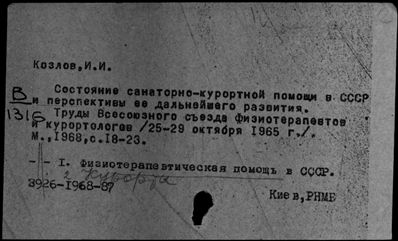 Козлов,И.И.
Состояние санаторно-курортной помощи в СССР
В и перспективы ее дальнейшего развития.
1316 Труды Всесоюзного съезда Физиотерапевтов
и курортологов /25-29 октября 1965 г./.
М.,1968,с.18-23.
- - I. Физиотерапевтическая помощь в СССР.
2 Курорты
3926-1968-87
Киев,РНМБ